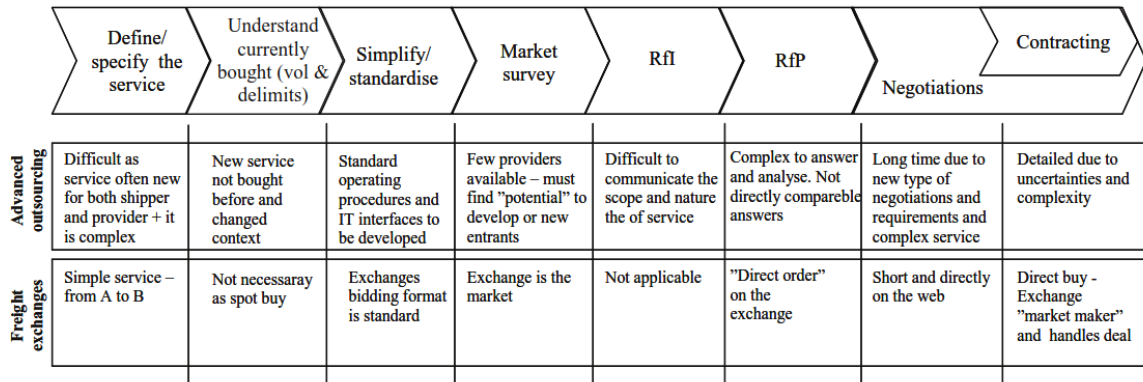 Define/
specify the
service
Understand
currently
bought (vol &
delimits)
Simplify/
standardise
Market
survey
RfI
RfP
Negotiations
Contracting
Advanced
outsourcing
Difficult as
service often new
for both shipper
and provider + it
is complex
New service
not bought
before and
changed
context
Standard
operating
procedures and
IT interfaces to
be developed
Few providers
available – must
find "potential" to
develop or new
entrants
Difficult to
communicate the
scope and nature
the of service
Complex to answer
and analyse. Not
directly compareble
answers
Long time due to
new type of
negotiations and
requirements and
complex service
Detailed due to
uncertainties and
complexity
Freight
exchanges
Simple service –
from A to B
Not necessaray
as spot buy
Exchanges
bidding format
is standard
Exchange is the
market
Not applicable
"Direct order"
on the
exchange
Short and directly
on the web
Direct buy -
Exchange
"market maker"
and handles deal